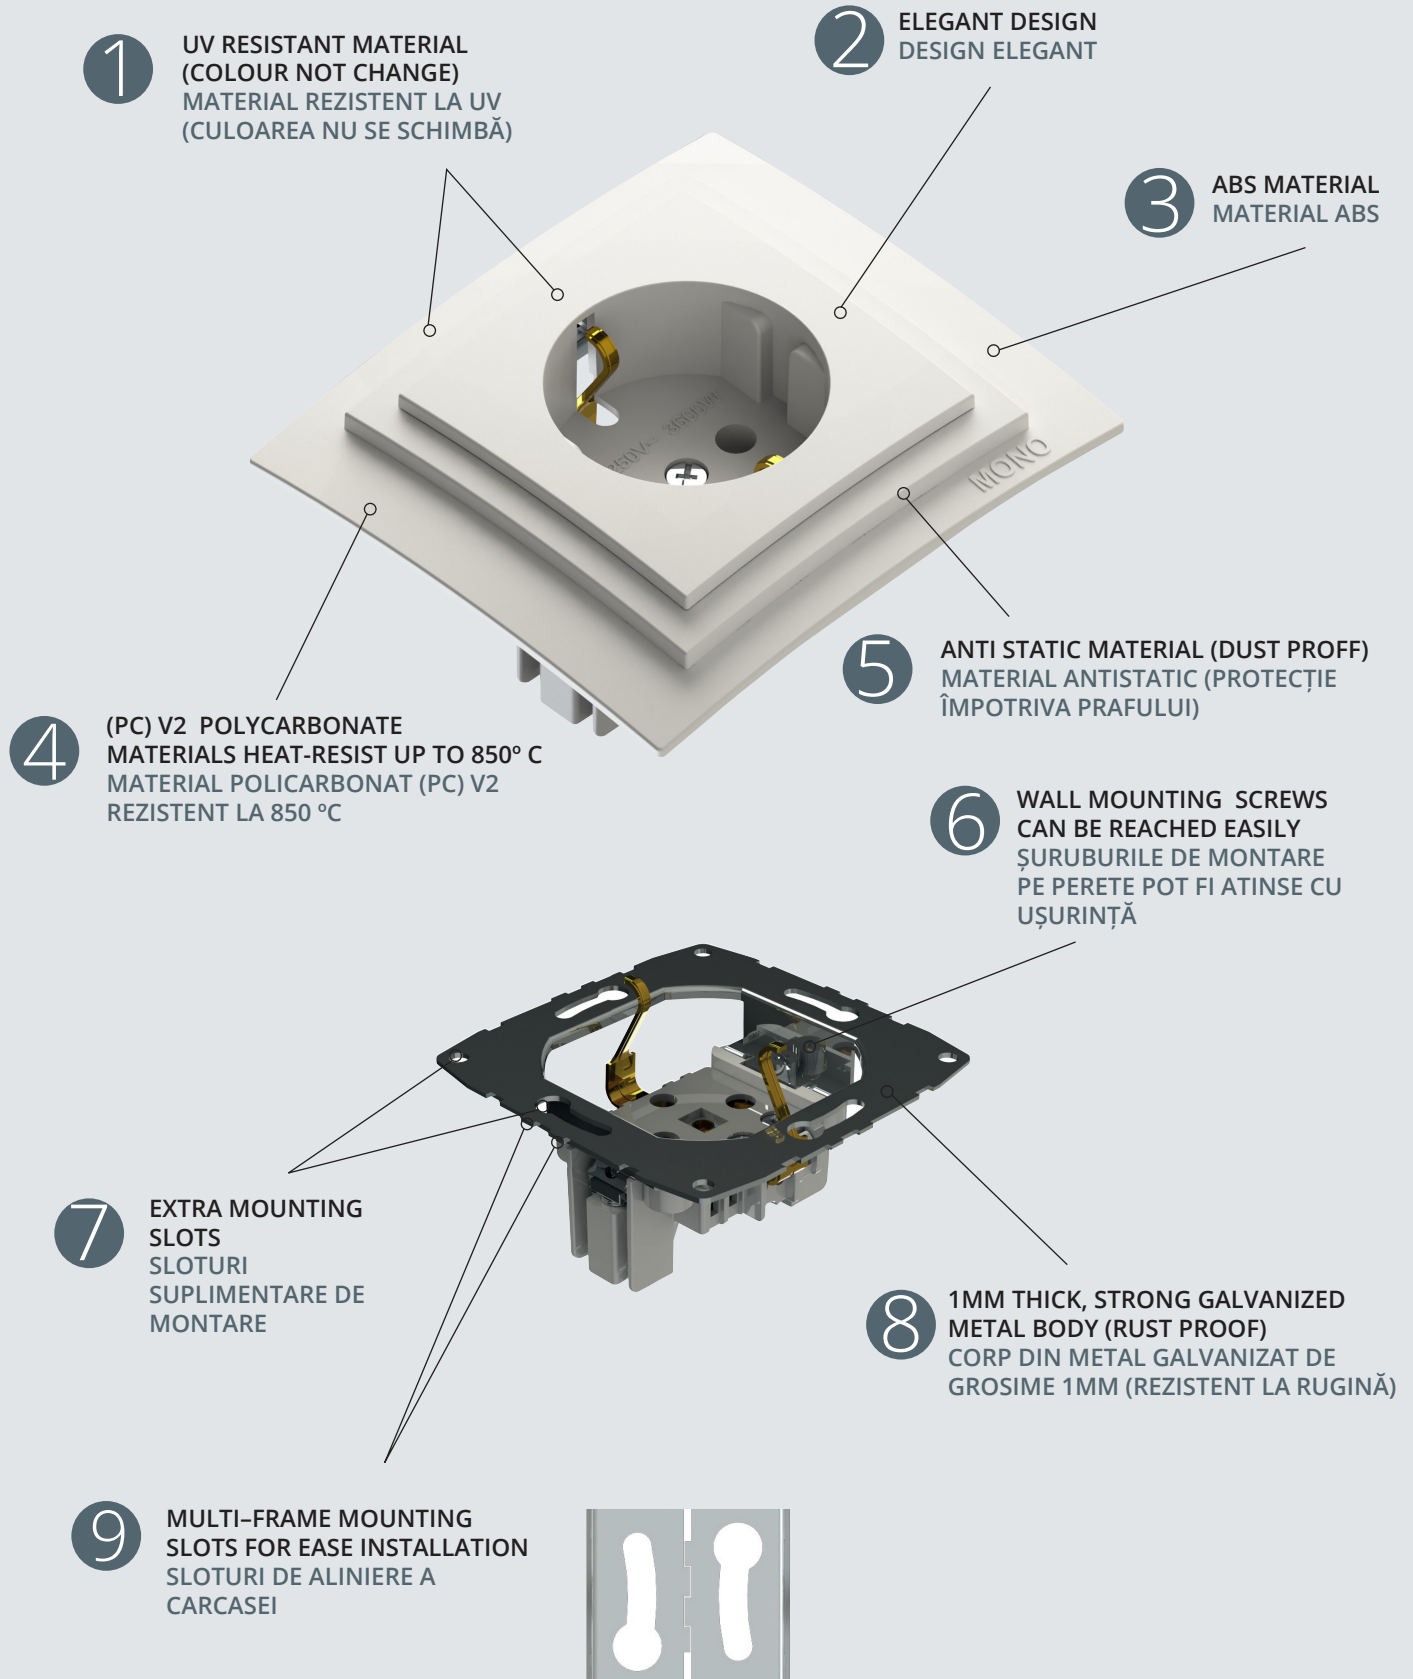 1
UV RESISTANT MATERIAL
(COLOUR NOT CHANGE)
MATERIAL REZISTENT LA UV
(CULOAREA NU SE SCHIMBĂ)
2
ELEGANT DESIGN
DESIGN ELEGANT
3
ABS MATERIAL
MATERIAL ABS
250V~ 3600W
MONO
4
(PC) V2 POLYCARBONATE
MATERIALS HEAT-RESIST UP TO 850º C
MATERIAL POLICARBONAT (PC) V2
REZISTENT LA 850 ºC
5
ANTI STATIC MATERIAL (DUST PROFF)
MATERIAL ANTISTATIC (PROTECȚIE
ÎMPOTRIVA PRAFULUI)
6
WALL MOUNTING SCREWS
CAN BE REACHED EASILY
ȘURUBURILE DE MONTARE
PE PERETE POT FI ATINSE CU
UȘURINȚĂ
7
EXTRA MOUNTING
SLOTS
SLOTURI
SUPLIMENTARE DE
MONTARE
8
1MM THICK, STRONG GALVANIZED
METAL BODY (RUST PROOF)
CORP DIN METAL GALVANIZAT DE
GROSIME 1MM (REZISTENT LA RUGINĂ)
9
MULTI–FRAME MOUNTING
SLOTS FOR EASE INSTALLATION
SLOTURI DE ALINIERE A
CARCASEI